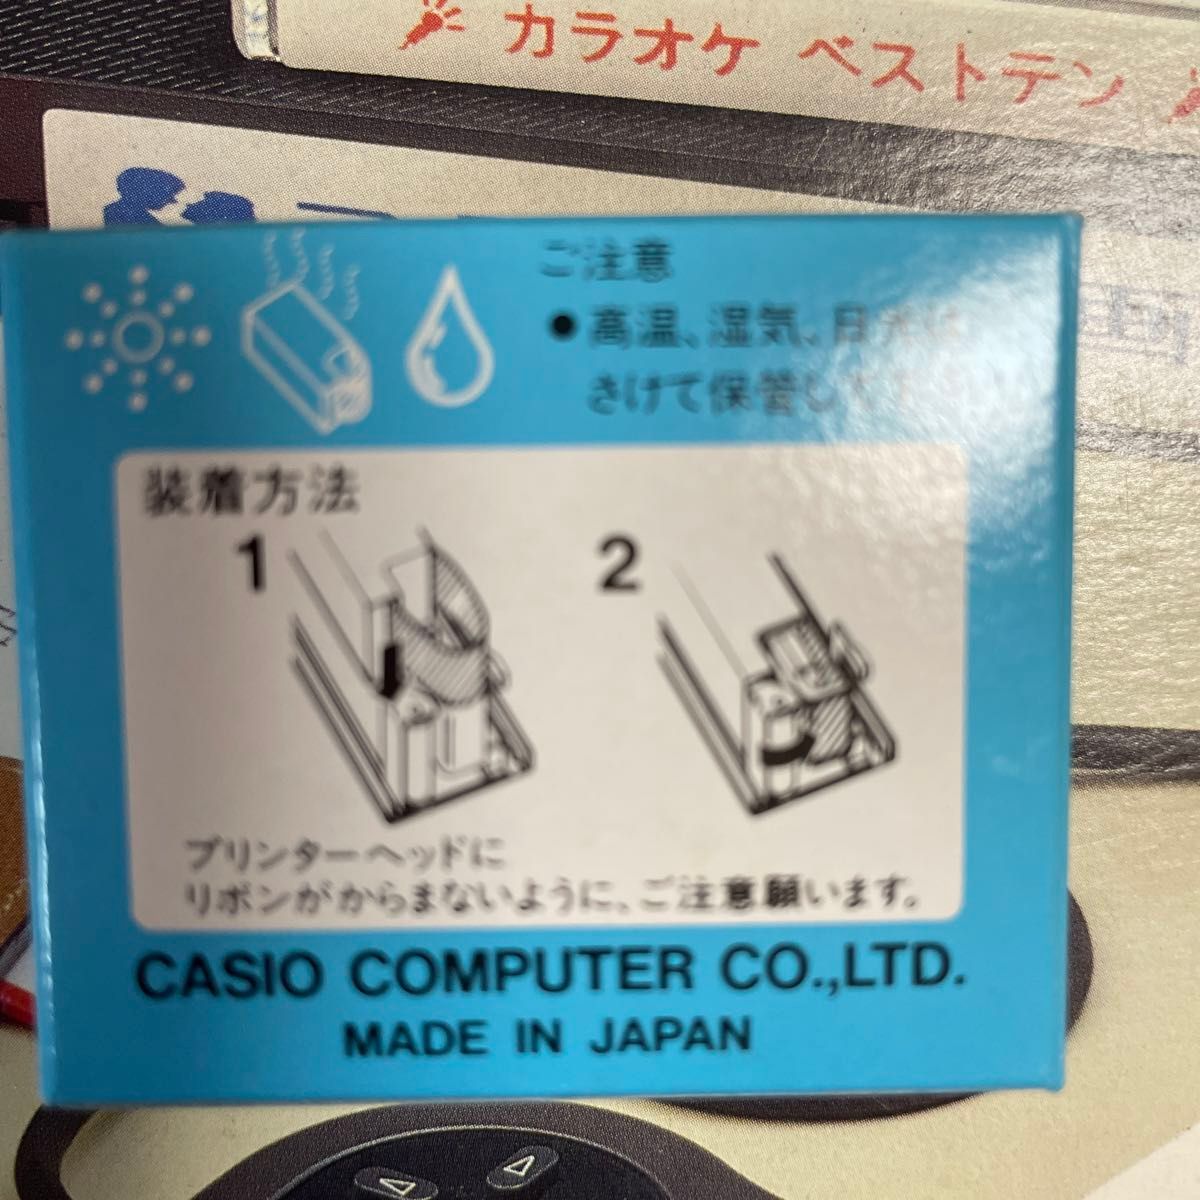 カラオケ ベストテン
ご注意
●高温、湿気、日光は
さけて保管して下さい
装着方法
1
2
プリンターヘッドに
リボンがからまないように、ご注意願います。
CASIO COMPUTER CO.,LTD.
MADE IN JAPAN